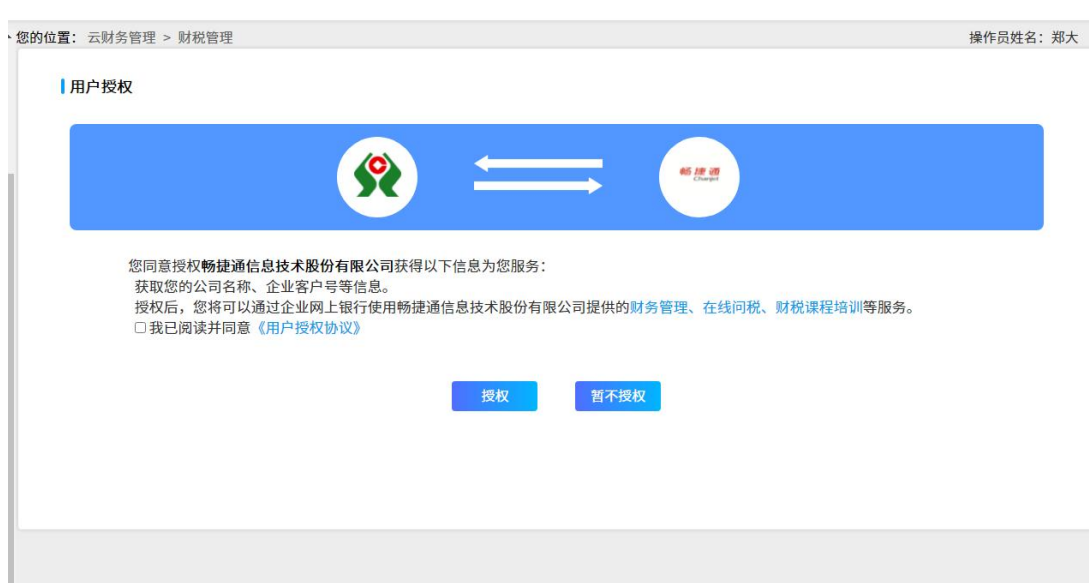 您的位置： 云财务管理 > 财税管理
操作员姓名：郑大
用户授权
畅捷通
Chanjet
您同意授权畅捷通信息技术股份有限公司获得以下信息为您服务：
获取您的公司名称、企业客户号等信息。
授权后，您将可以通过企业网上银行使用畅捷通信息技术股份有限公司提供的财务管理、在线问税、财税课程培训等服务。
我已阅读并同意《用户授权协议》
授权
暂不授权